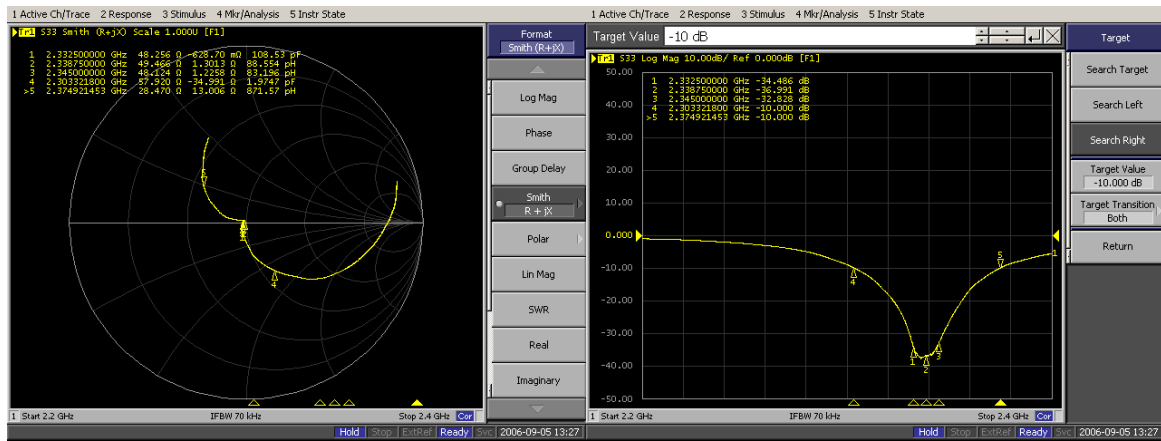 1 Active Ch/Trace 2 Response 3 Stimulus 4 Mkr/Analysis 5 Instr State
Tr1 S33 Smith (R+jX) Scale 1.000U [F1]
1 2.332500000 GHz 48.256 Ω -628.70 mΩ 108.53 pF
2 2.338750000 GHz 49.466 Ω 1.3013 Ω 88.554 pH
3 2.345000000 GHz 48.124 Ω 1.2258 Ω 83.196 pH
4 2.303321800 GHz 57.920 Ω -34.991 Ω 1.9747 pF
>5 2.374921453 GHz 28.470 Ω 13.006 Ω 871.57 pH
5
1
4
Format
Smith (R+jX)
Log Mag
Phase
Group Delay
Smith
R + jX
Polar
Lin Mag
SWR
Real
Imaginary
1 Start 2.2 GHz IFBW 70 kHz Stop 2.4 GHz Cor
Hold Stop ExtRef Ready Svc 2006-09-05 13:27
1 Active Ch/Trace 2 Response 3 Stimulus 4 Mkr/Analysis 5 Instr State
Target Value -10 dB
Tr1 S33 Log Mag 10.00dB/ Ref 0.000dB [F1]
50.00
1 2.332500000 GHz -34.486 dB
2 2.338750000 GHz -36.991 dB
3 2.345000000 GHz -32.828 dB
4 2.303321800 GHz -10.000 dB
>5 2.374921453 GHz -10.000 dB
40.00
30.00
20.00
10.00
0.000
-10.00
-20.00
-30.00
-40.00
-50.00
4
5
1
1
2
3
Target
Search Target
Search Left
Search Right
Target Value
-10.000 dB
Target Transition
Both
Return
1 Start 2.2 GHz IFBW 70 kHz Stop 2.4 GHz Cor
Hold Stop ExtRef Ready Svc 2006-09-05 13:27